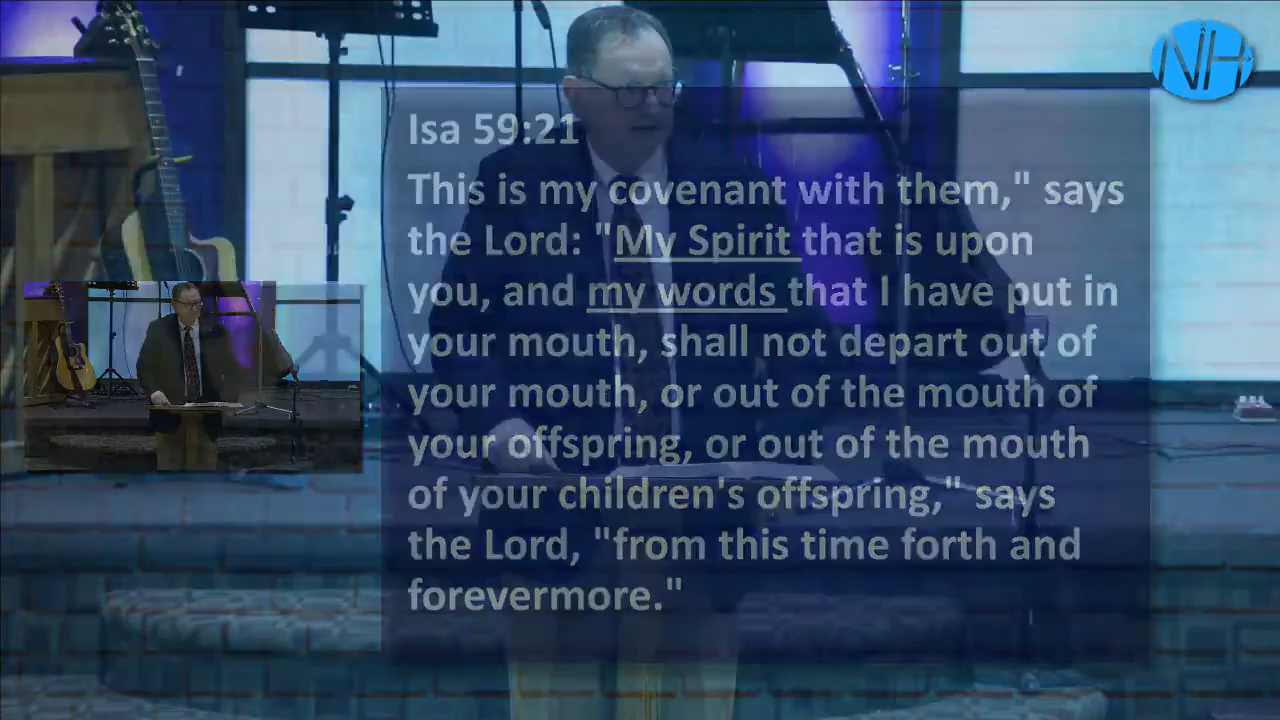 NH
Isa 59:21
This is my covenant with them," says
the Lord: "My Spirit that is upon
you, and my words that I have put in
your mouth, shall not depart out of
your mouth, or out of the mouth of
your offspring, or out of the mouth
of your children's offspring," says
the Lord, "from this time forth and
forevermore."